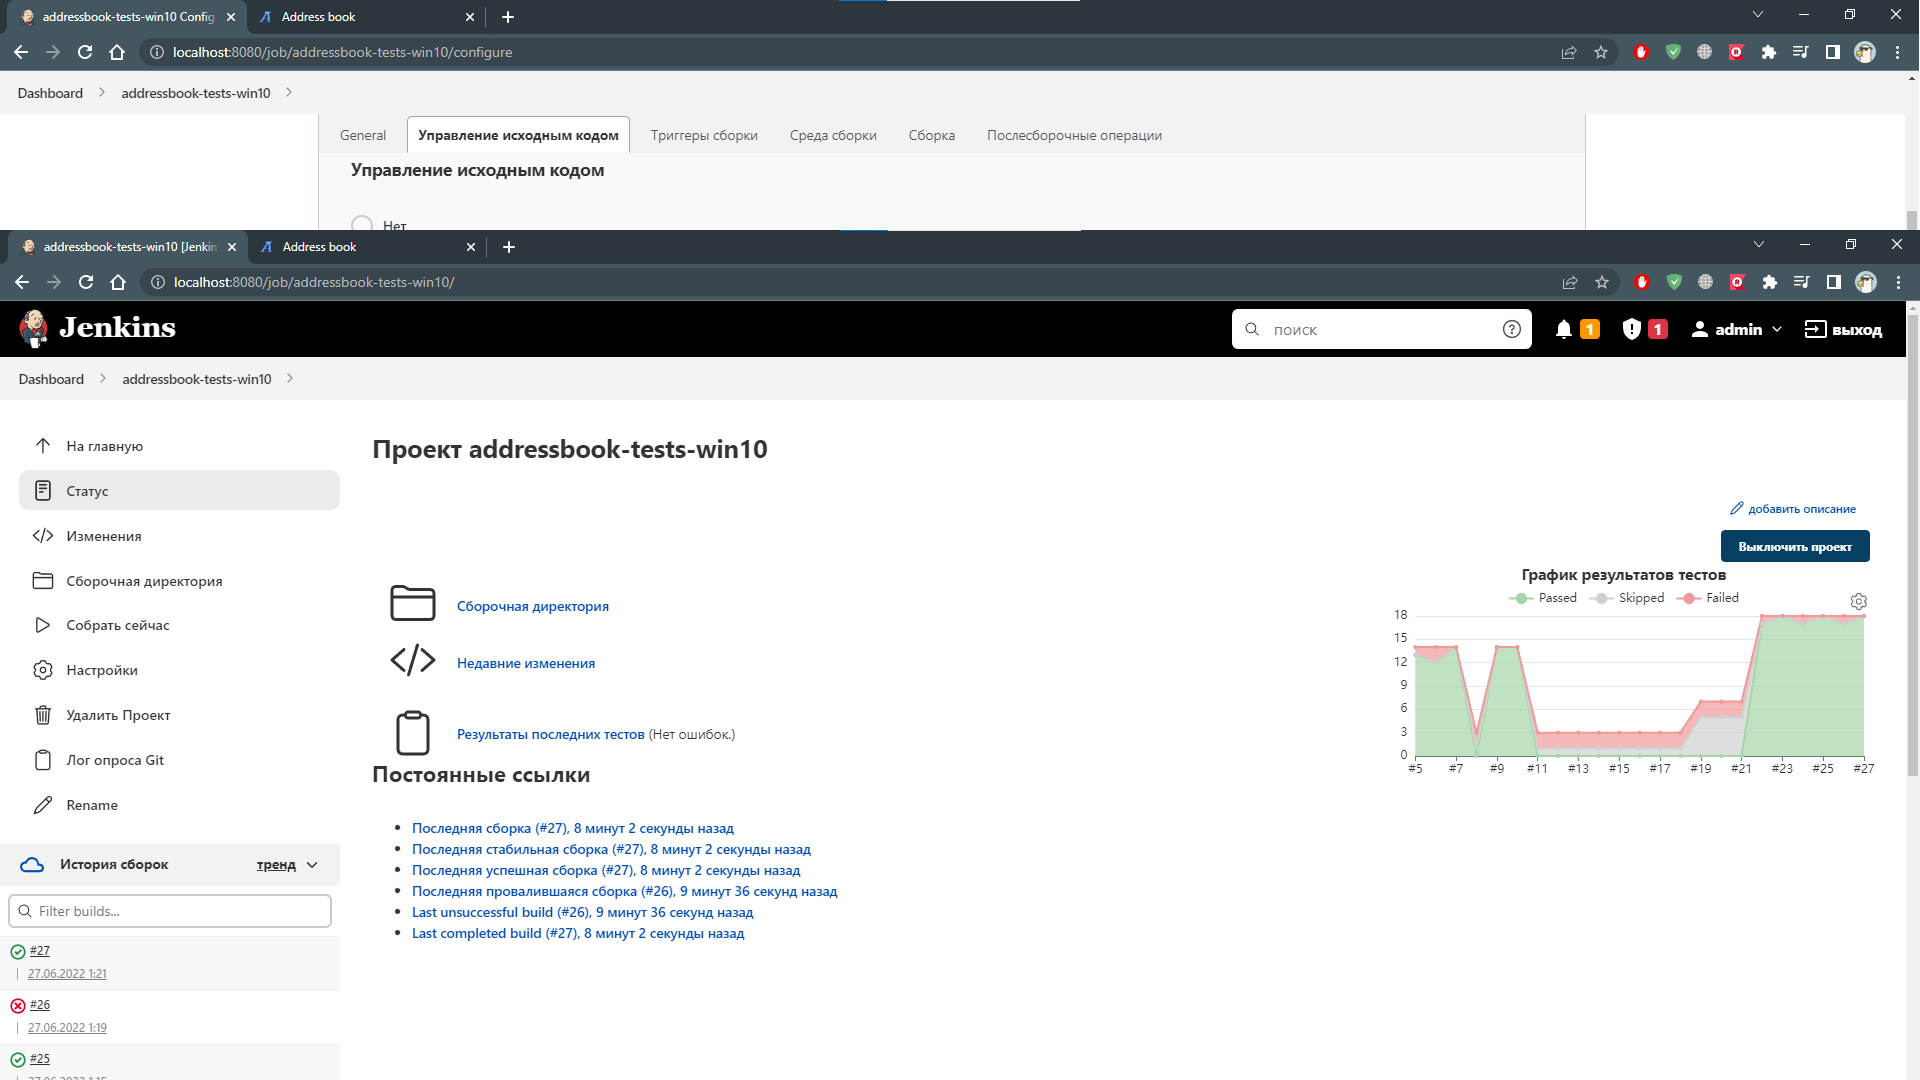 addressbook-tests-win10 Config
Address book
localhost:8080/job/addressbook-tests-win10/configure
Dashboard
addressbook-tests-win10
General
Управление исходным кодом
Триггеры сборки
Среда сборки
Сборка
Послесборочные операции
Управление исходным кодом
Нет
addressbook-tests-win10 [Jenkin
Address book
localhost:8080/job/addressbook-tests-win10/
Jenkins
поиск
1
1
admin
выход
Dashboard
addressbook-tests-win10
На главную
Статус
Изменения
Сборочная директория
Собрать сейчас
Настройки
Удалить Проект
Лог опроса Git
Rename
История сборок
тренд
Filter builds...
#27
27.06.2022 1:21
#26
27.06.2022 1:19
#25
27.06.2022 1:15
Проект addressbook-tests-win10
добавить описание
Выключить проект
Сборочная директория
Недавние изменения
Результаты последних тестов (Нет ошибок.)
График результатов тестов
Passed Skipped Failed
18
15
12
9
6
3
0
#5 #7 #9 #11 #13 #15 #17 #19 #21 #23 #25 #27
Постоянные ссылки
Последняя сборка (#27), 8 минут 2 секунды назад
Последняя стабильная сборка (#27), 8 минут 2 секунды назад
Последняя успешная сборка (#27), 8 минут 2 секунды назад
Последняя провалившаяся сборка (#26), 9 минут 36 секунд назад
Last unsuccessful build (#26), 9 минут 36 секунд назад
Last completed build (#27), 8 минут 2 секунды назад